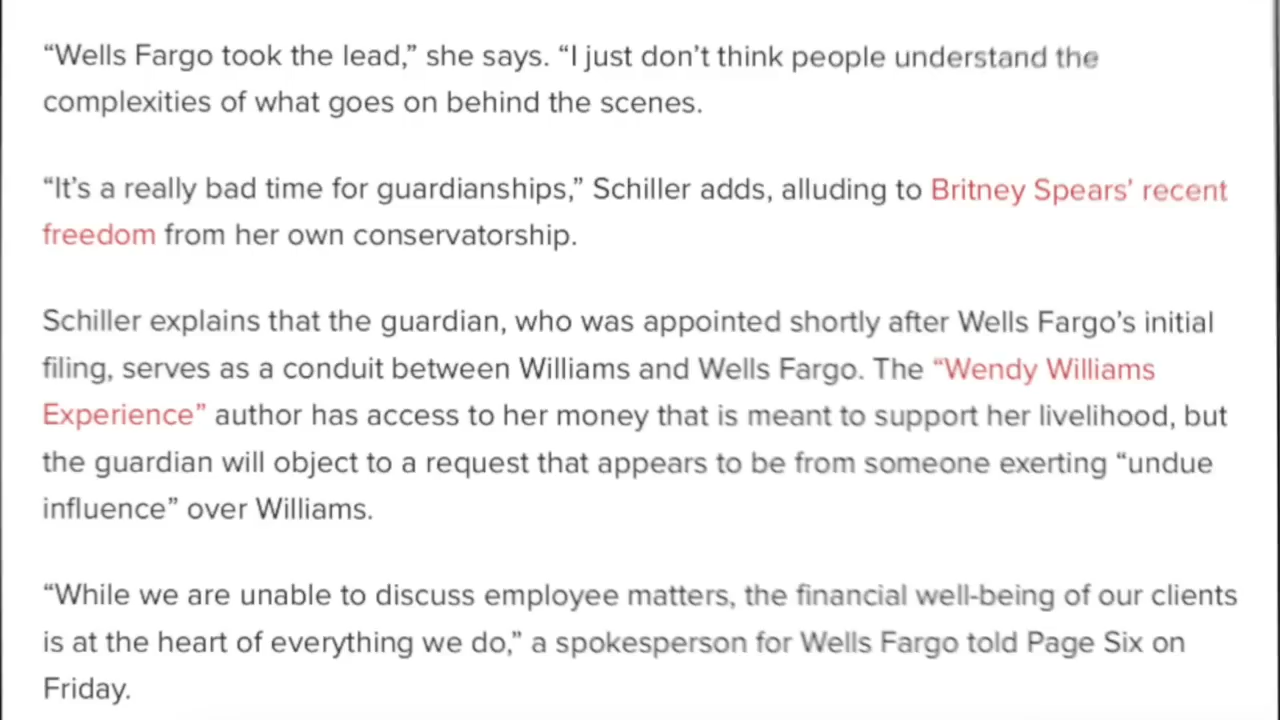 “Wells Fargo took the lead,” she says. “I just don’t think people understand the
complexities of what goes on behind the scenes.
“It’s a really bad time for guardianships,” Schiller adds, alluding to Britney Spears’ recent
freedom from her own conservatorship.
Schiller explains that the guardian, who was appointed shortly after Wells Fargo’s initial
filing, serves as a conduit between Williams and Wells Fargo. The “Wendy Williams
Experience” author has access to her money that is meant to support her livelihood, but
the guardian will object to a request that appears to be from someone exerting “undue
influence” over Williams.
“While we are unable to discuss employee matters, the financial well-being of our clients
is at the heart of everything we do,” a spokesperson for Wells Fargo told Page Six on
Friday.